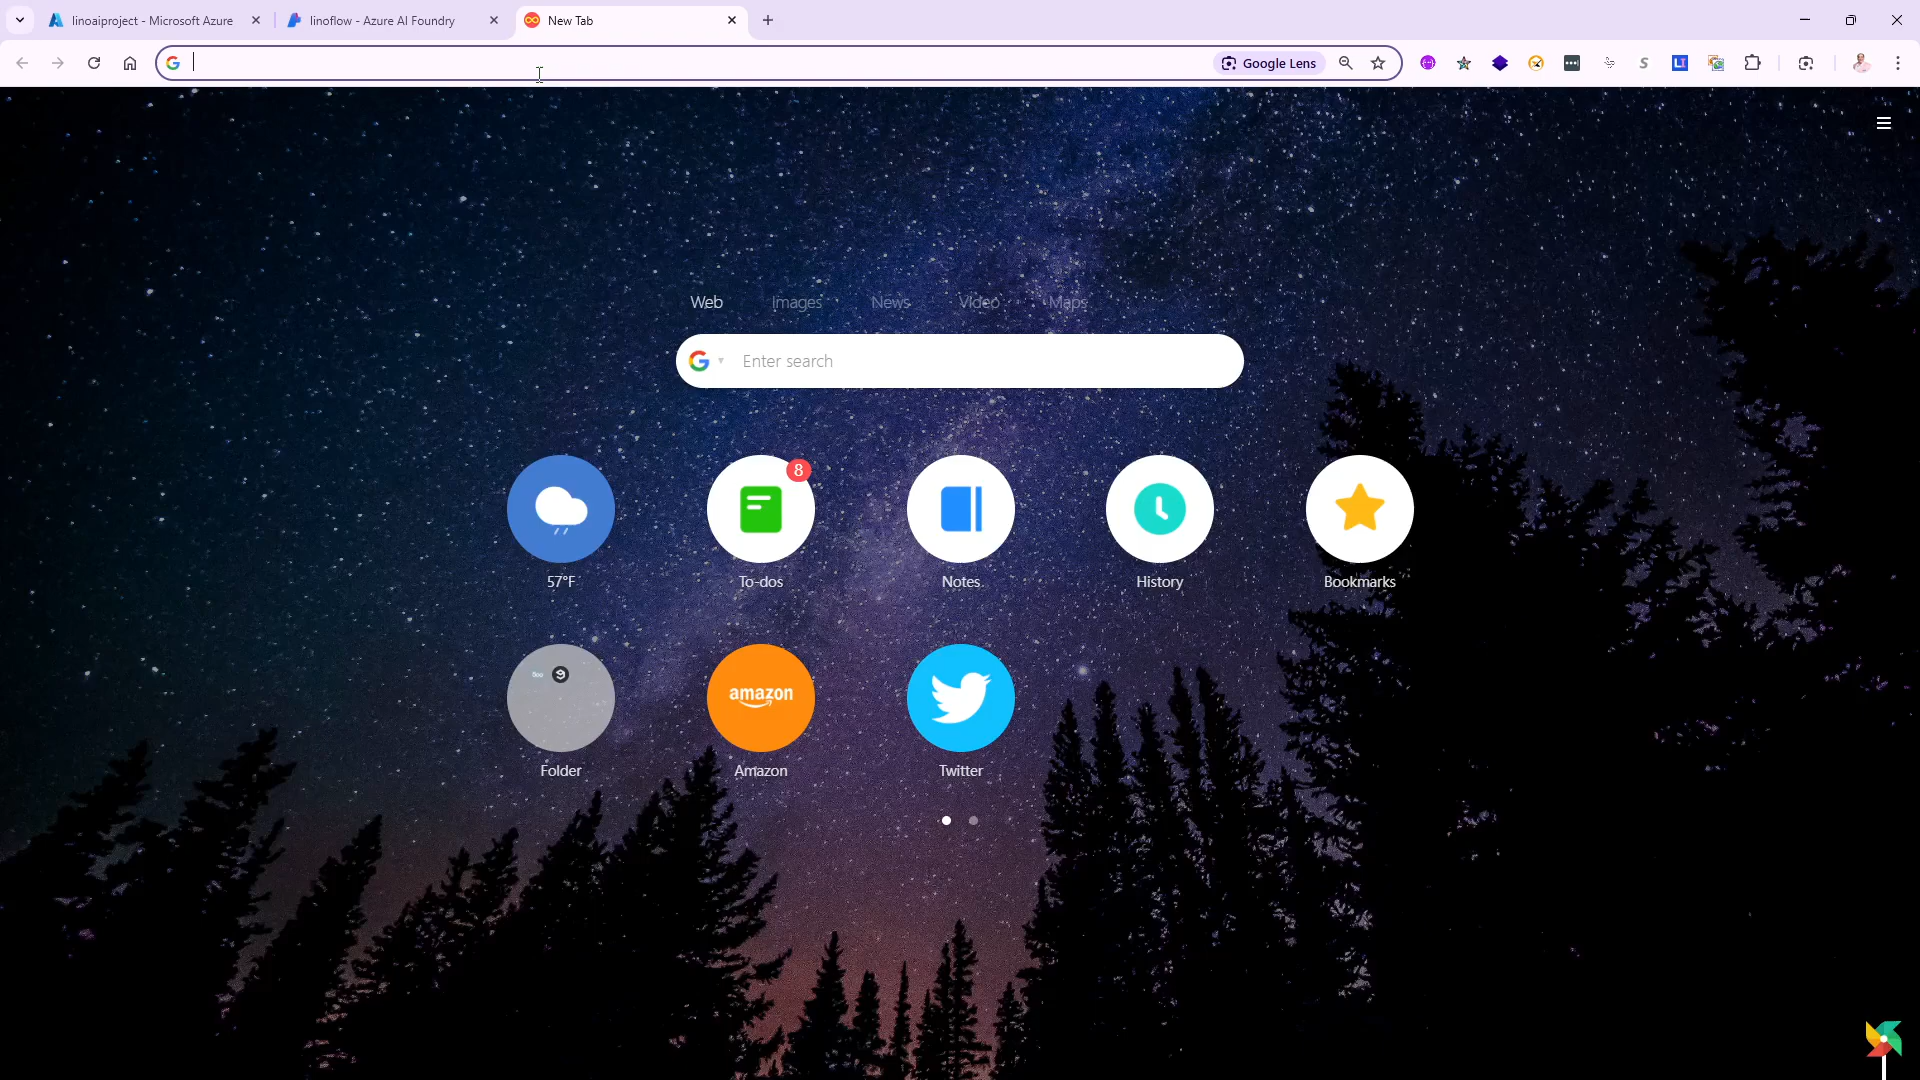 linoaiproject - Microsoft Azure
linoflow - Azure AI Foundry
New Tab
Google Lens
Web
Images
News
Video
Maps
Enter search
8
57°F
To-dos
Notes
History
Bookmarks
amazon
Folder
Amazon
Twitter